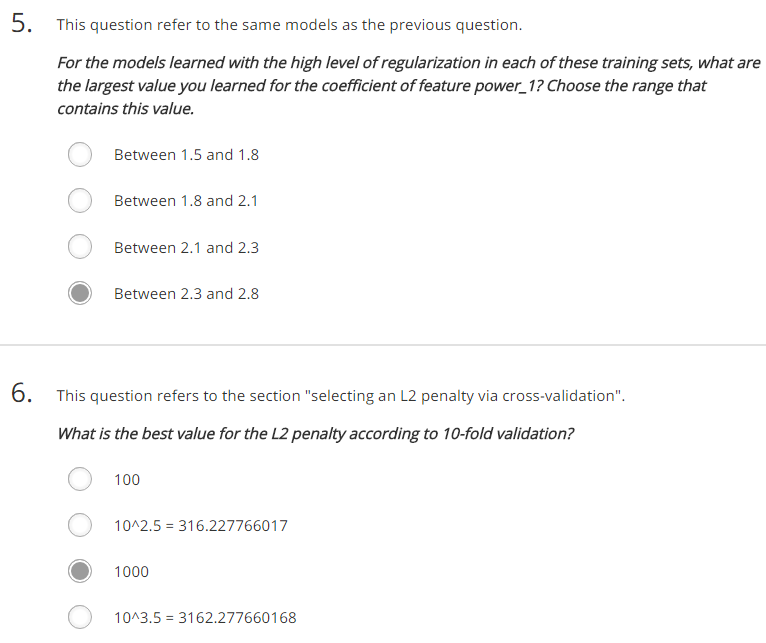 5. This question refer to the same models as the previous question.
For the models learned with the high level of regularization in each of these training sets, what are
the largest value you learned for the coefficient of feature power_1? Choose the range that
contains this value.
Between 1.5 and 1.8
Between 1.8 and 2.1
Between 2.1 and 2.3
Between 2.3 and 2.8
6. This question refers to the section "selecting an L2 penalty via cross-validation".
What is the best value for the L2 penalty according to 10-fold validation?
100
10^2.5 = 316.227766017
1000
10^3.5 = 3162.277660168